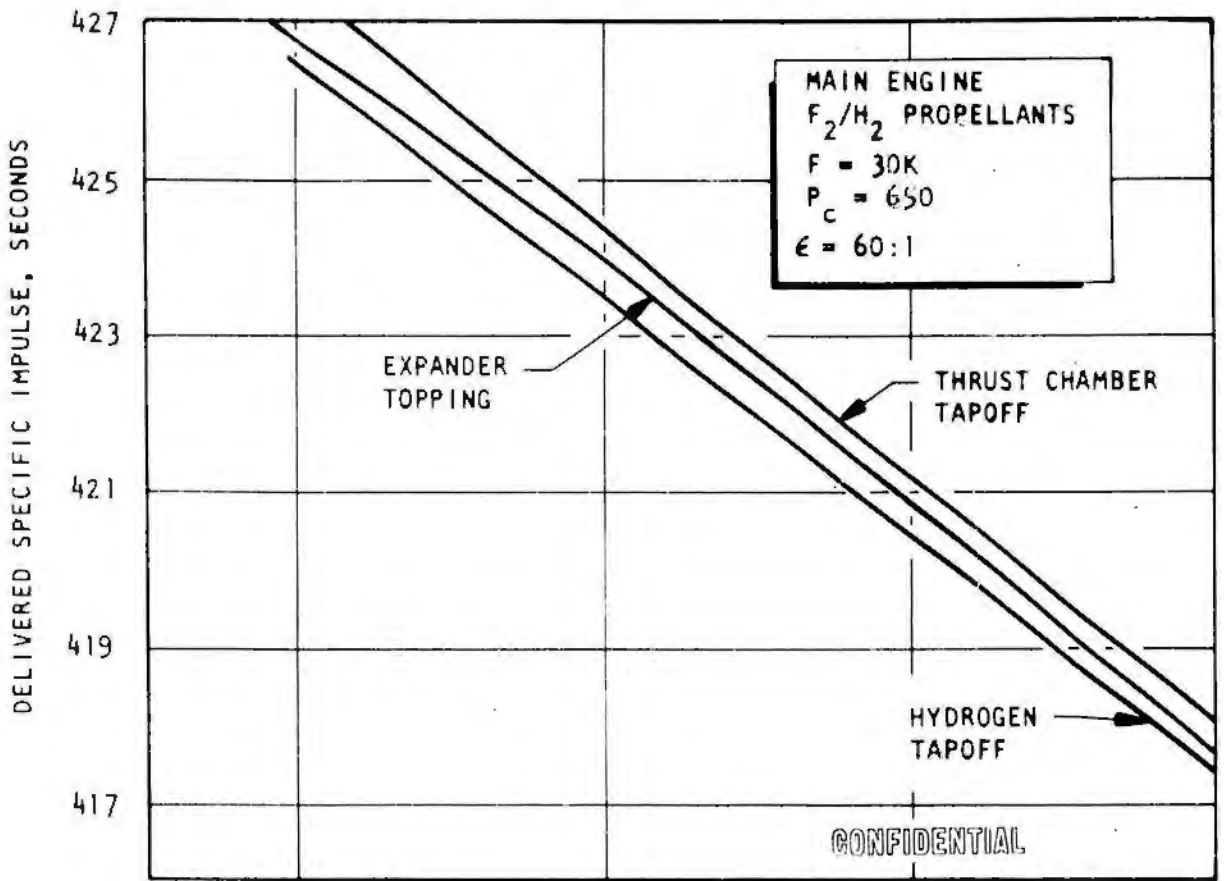 427
425
423
421
419
417
DELIVERED SPECIFIC IMPULSE, SECONDS
MAIN ENGINE
F₂/H₂ PROPELLANTS
F = 30K
P_c = 650
ϵ = 60:1
EXPANDER
TOPPING
THRUST CHAMBER
TAPOFF
HYDROGEN
TAPOFF
CONFIDENTIAL